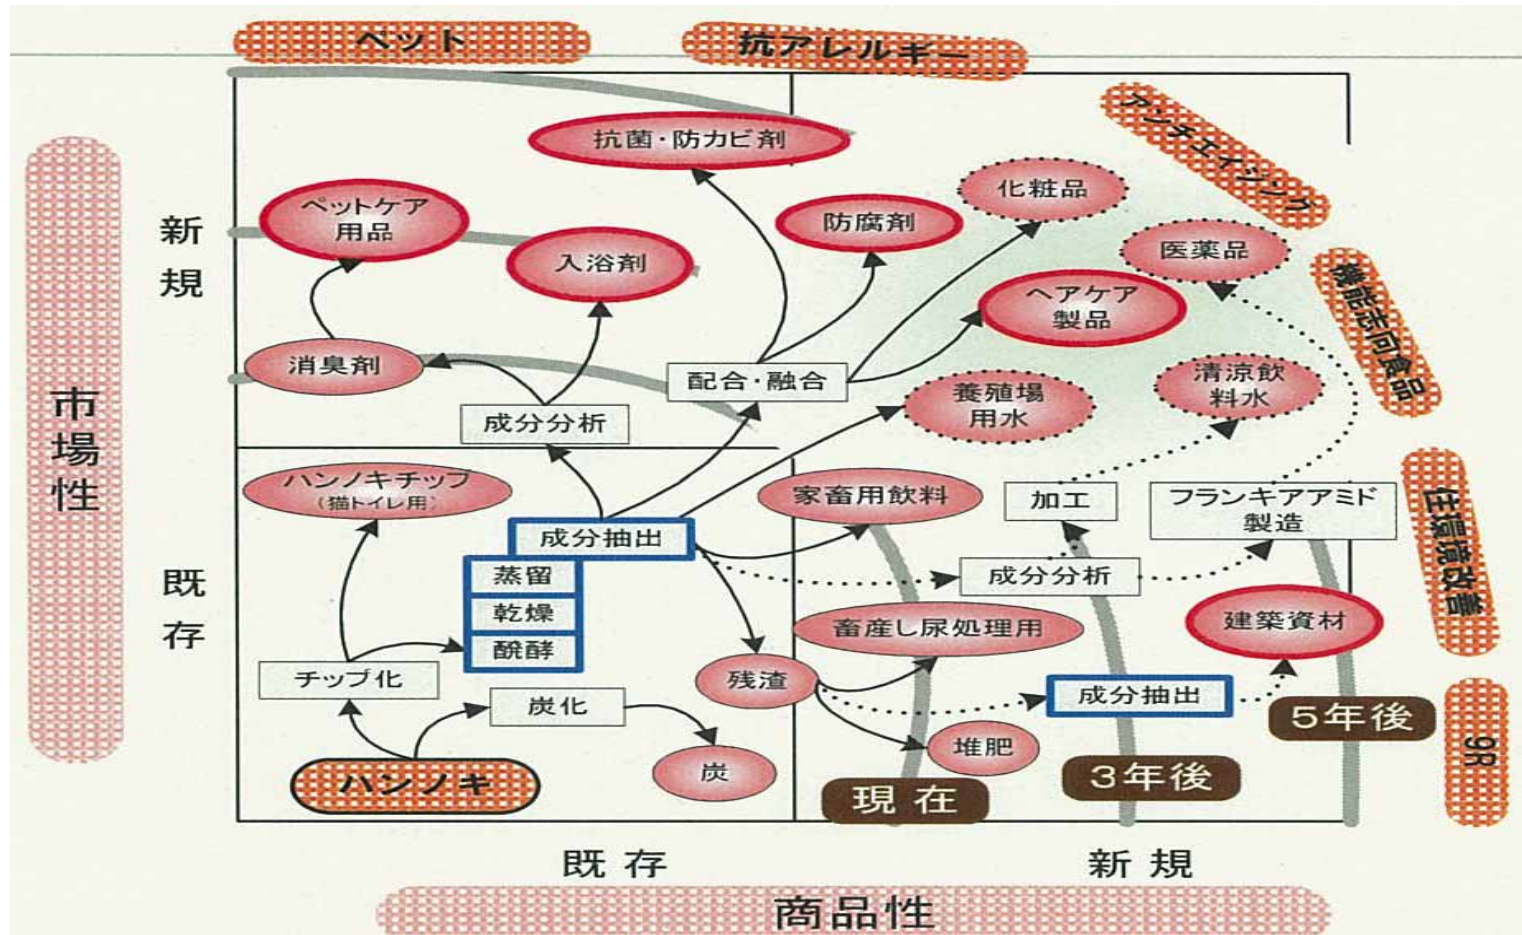 ペット
抗アレルギー
アンチエイジング
抗菌・防カビ剤
化粧品
ペットケア
用品
防腐剤
医薬品
新規
入浴剤
ヘアケア
製品
機能志向食品
消臭剤
配合・融合
養殖場
用水
清涼飲
料水
成分分析
市場性
ハンノキチップ
(猫トイレ用)
家畜用飲料
加工
フランキアアミド
製造
住環境改善
成分抽出
蒸留
乾燥
醗酵
成分分析
既存
畜産し尿処理用
建築資材
チップ化
残渣
成分抽出
炭化
5年後
9R
堆肥
炭
ハンノキ
現在
3年後
既存
新規
商品性